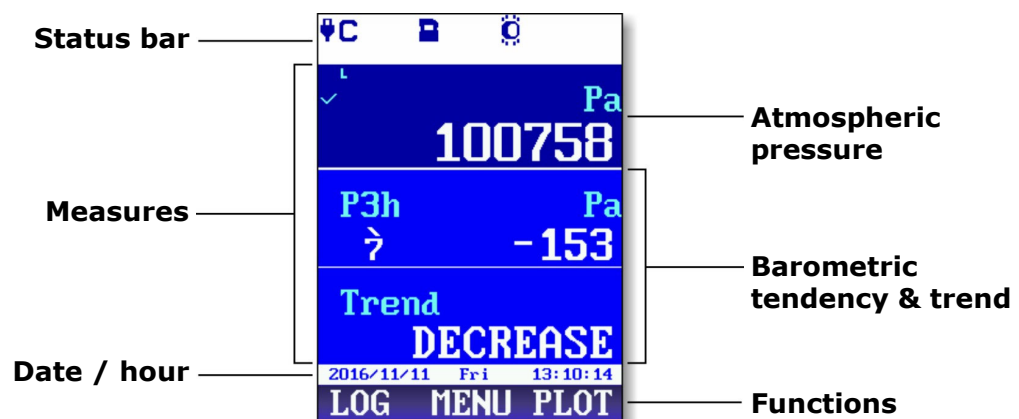 Status bar
C
L
Pa
100758
Atmospheric
pressure
Measures
P3h Pa
-153
Barometric
tendency & trend
Trend
DECREASE
Date / hour
2016/11/11 Fri 13:10:14
LOG MENU PLOT
Functions